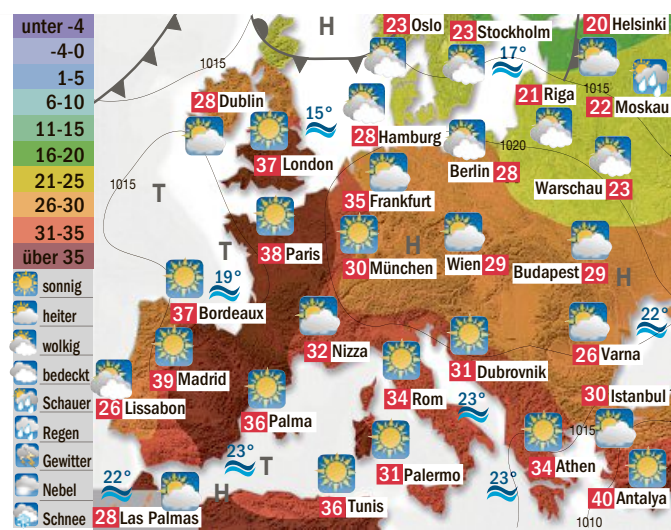 unter -4
-4-0
1-5
6-10
11-15
16-20
21-25
26-30
31-35
über 35
sonnig
heiter
wolkig
bedeckt
Schauer
Regen
Gewitter
Nebel
Schnee
H
23 Oslo
23 Stockholm
20 Helsinki
1015
17°
1015
28 Dublin
15°
21 Riga
22 Moskau
28 Hamburg
1020
37 London
Berlin 28
Warschau 23
1015
T
35 Frankfurt
38 Paris
T
30 München
H
Wien 29
Budapest 29
H
19°
37 Bordeaux
22°
32 Nizza
31 Dubrovnik
26 Varna
39 Madrid
26 Lissabon
36 Palma
34 Rom
23°
30 Istanbul
1015
23°
T
31 Palermo
34 Athen
22°
H
36 Tunis
23°
40 Antalya
28 Las Palmas
1010